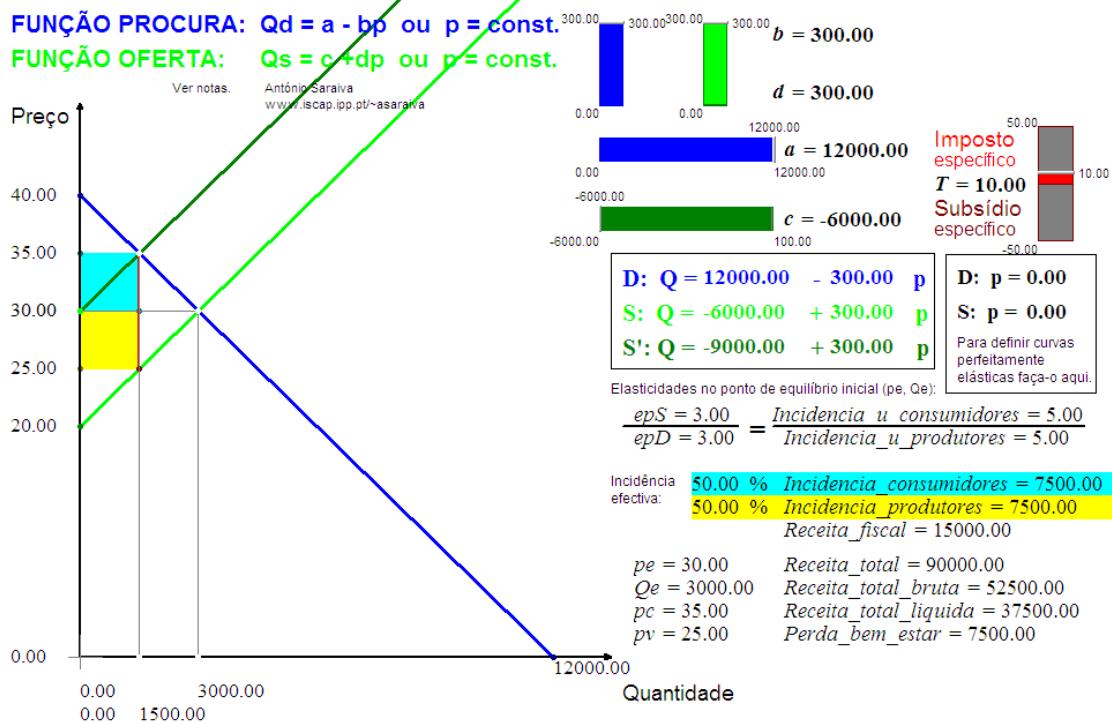 FUNÇÃO PROCURA: Qd = a - bp ou p = const.
FUNÇÃO OFERTA: Qs = c +dp ou p = const.
Ver notas. António Saraiva
www.iscap.ipp.pt/~asaraiva
Preço
40.00
35.00
30.00
25.00
20.00
0.00
12000.00
0.00 3000.00
0.00 1500.00
Quantidade
300.00 300.00 300.00 300.00
b = 300.00
d = 300.00
0.00 0.00
12000.00
a = 12000.00
0.00 12000.00
-6000.00
c = -6000.00
-6000.00 100.00
50.00
Imposto
específico
T = 10.00
10.00
Subsídio
específico
-50.00
D: Q = 12000.00 - 300.00 p
S: Q = -6000.00 + 300.00 p
S': Q = -9000.00 + 300.00 p
D: p = 0.00
S: p = 0.00
Para definir curvas
perfeitamente
elásticas faça-o aqui.
Elasticidades no ponto de equilíbrio inicial (pe, Qe):
epS = 3.00 = Incidencia_u_consumidores = 5.00
epD = 3.00 Incidencia_u_produtores = 5.00
Incidência
efectiva:
50.00 % Incidencia_consumidores = 7500.00
50.00 % Incidencia_produtores = 7500.00
Receita_fiscal = 15000.00
pe = 30.00 Receita_total = 90000.00
Qe = 3000.00 Receita_total_bruta = 52500.00
pc = 35.00 Receita_total_liquida = 37500.00
pv = 25.00 Perda_bem_estar = 7500.00